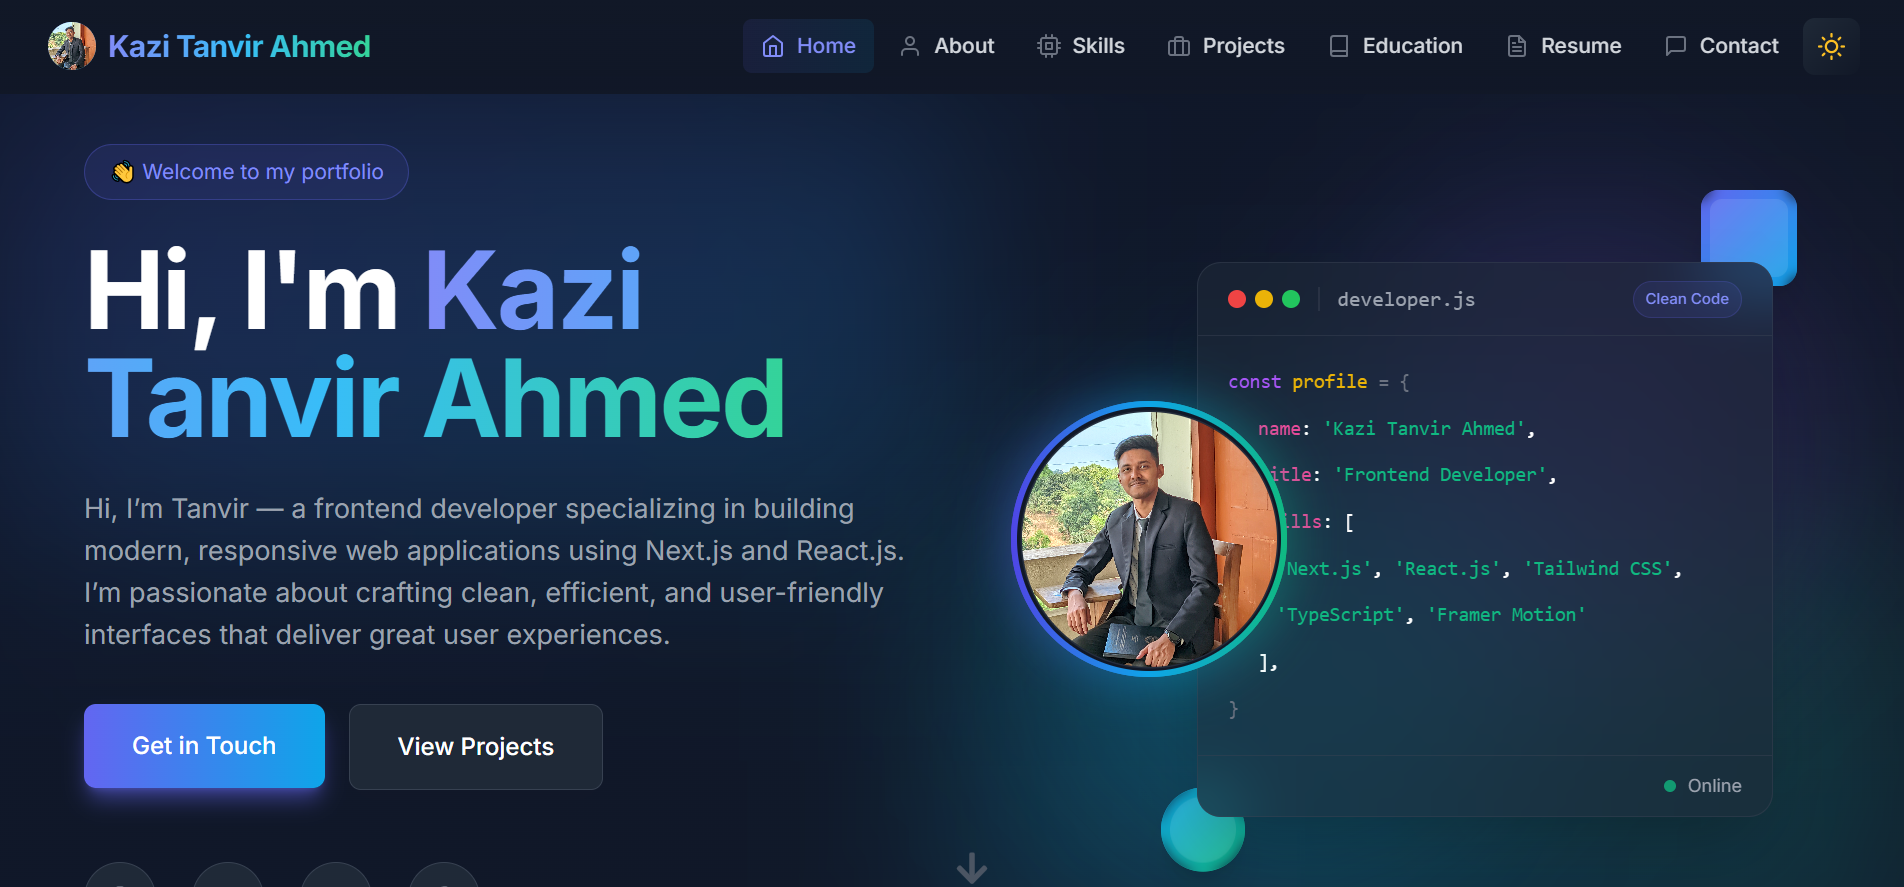 Kazi Tanvir Ahmed
Home
About
Skills
Projects
Education
Resume
Contact
👋 Welcome to my portfolio
Hi, I'm Kazi
Tanvir Ahmed
Hi, I’m Tanvir — a frontend developer specializing in building
modern, responsive web applications using Next.js and React.js.
I’m passionate about crafting clean, efficient, and user-friendly
interfaces that deliver great user experiences.
Get in Touch
View Projects
developer.js
Clean Code
const profile = {
name: 'Kazi Tanvir Ahmed',
itle: 'Frontend Developer',
ills: [
Next.js', 'React.js', 'Tailwind CSS',
'TypeScript', 'Framer Motion'
],
}
Online